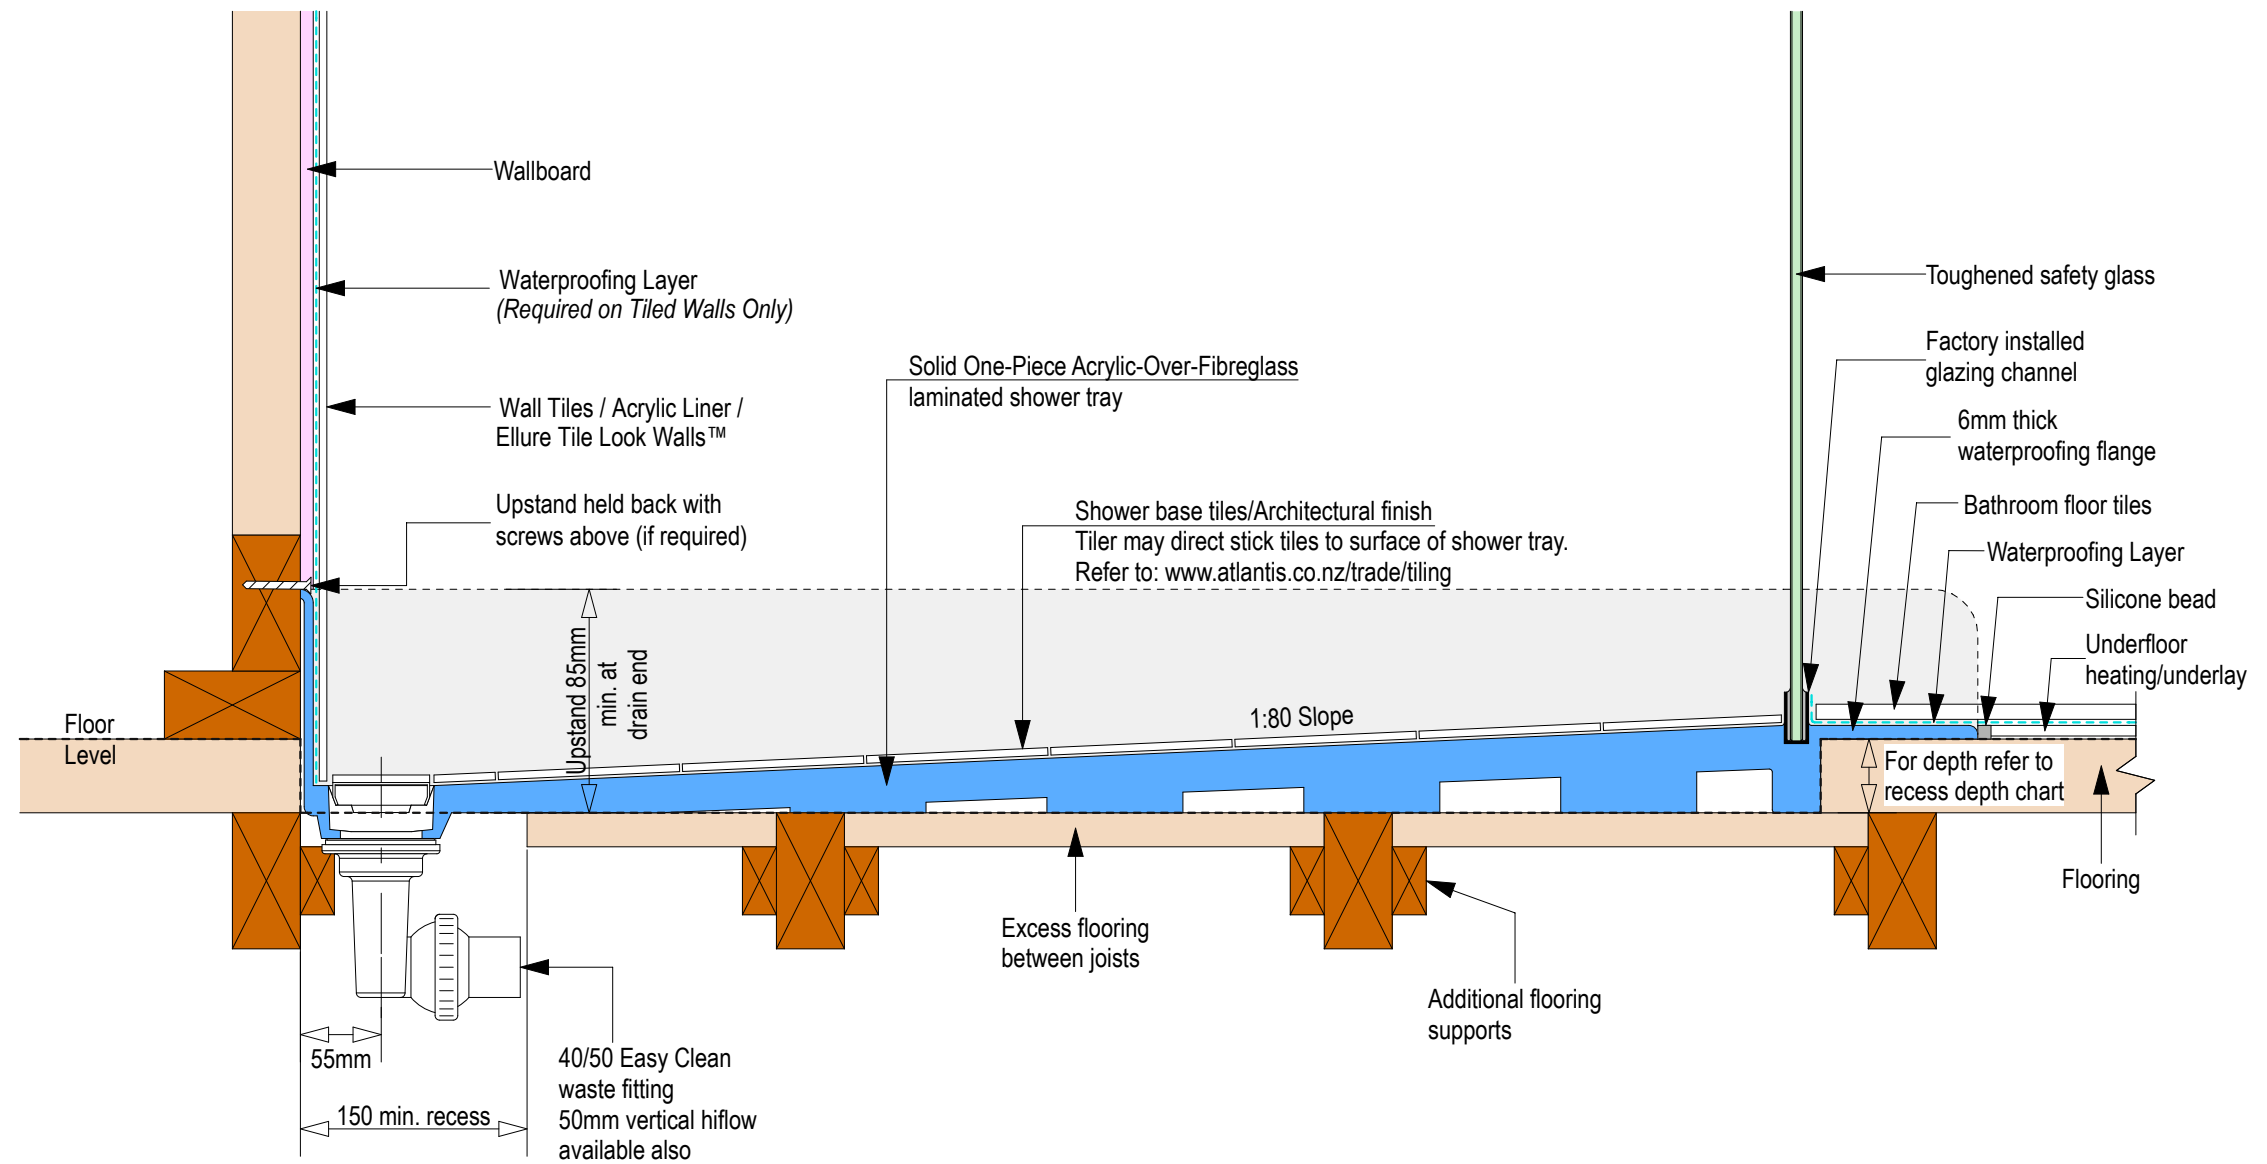 Wallboard
Waterproofing Layer
(Required on Tiled Walls Only)
Wall Tiles / Acrylic Liner /
Ellure Tile Look Walls™
Upstand held back with
screws above (if required)
Solid One-Piece Acrylic-Over-Fibreglass
laminated shower tray
Shower base tiles/Architectural finish
Tiler may direct stick tiles to surface of shower tray.
Refer to: www.atlantis.co.nz/trade/tiling
Toughened safety glass
Factory installed
glazing channel
6mm thick
waterproofing flange
Bathroom floor tiles
Waterproofing Layer
Silicone bead
Underfloor
heating/underlay
Floor
Level
Upstand 85mm
min. at
drain end
1:80 Slope
For depth refer to
recess depth chart
Flooring
Excess flooring
between joists
Additional flooring
supports
55mm
150 min. recess
40/50 Easy Clean
waste fitting
50mm vertical hiflow
available also